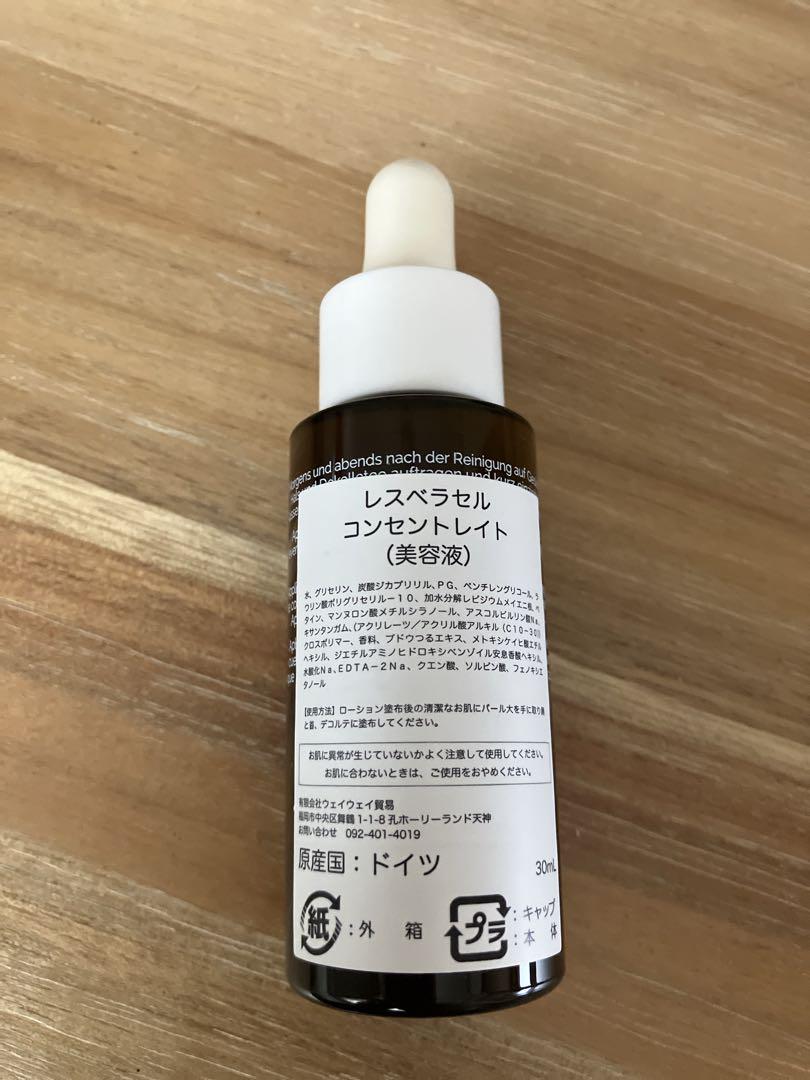 Morgens und abends nach der Reinigung auf
Dekolletee auftragen und kurz
レスベラセル
コンセントレイト
（美容液）
水、グリセリン、炭酸ジカプリリル、PG、ペンチレングリコール、ラ
ウリン酸ポリグリセリル－10、加水分解レピジウムメイエニ根、ベ
タイン、マンヌロン酸メチルシラノール、アスコルビルリン酸Na、
キサンタンガム、（アクリレーツ／アクリル酸アルキル（C10－30））
クロスポリマー、香料、ブドウつるエキス、メトキシケイヒ酸エチル
ヘキシル、ジエチルアミノヒドロキシベンゾイル安息香酸ヘキシル、
水酸化Na、EDTA－2Na、クエン酸、ソルビン酸、フェノキシエ
タノール
【使用方法】ローション塗布後の清潔なお肌にパール大を手に取り顔
と首、デコルテに塗布してください。
お肌に異常が生じていないかよく注意して使用してください。
お肌に合わないときは、ご使用をおやめください。
有限会社ウェイウェイ貿易
福岡市中央区舞鶴1-1-8孔ホーリーランド天神
お問い合わせ 092-401-4019
原産国：ドイツ 30mL
紙：外 箱 プラ：キャップ
：本 体